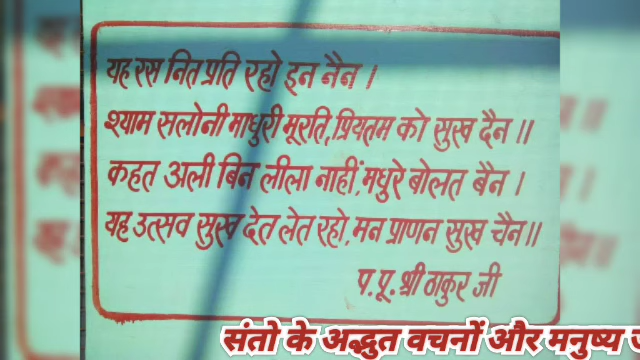 यह रस नित प्रति रहो इन नैन ।
श्याम सलोनी माधुरी मूरति, प्रियतम को सुख दैन ॥
कहत अली बिन लीला नाहीं, मधुरे बोलत बैन ।
यह उत्सव सुख देत लेत रहो, मन प्राणन सुख चैन ॥
प. पू. श्री ठाकुर जी
संतो के अद्भुत वचनों और मनुष्य